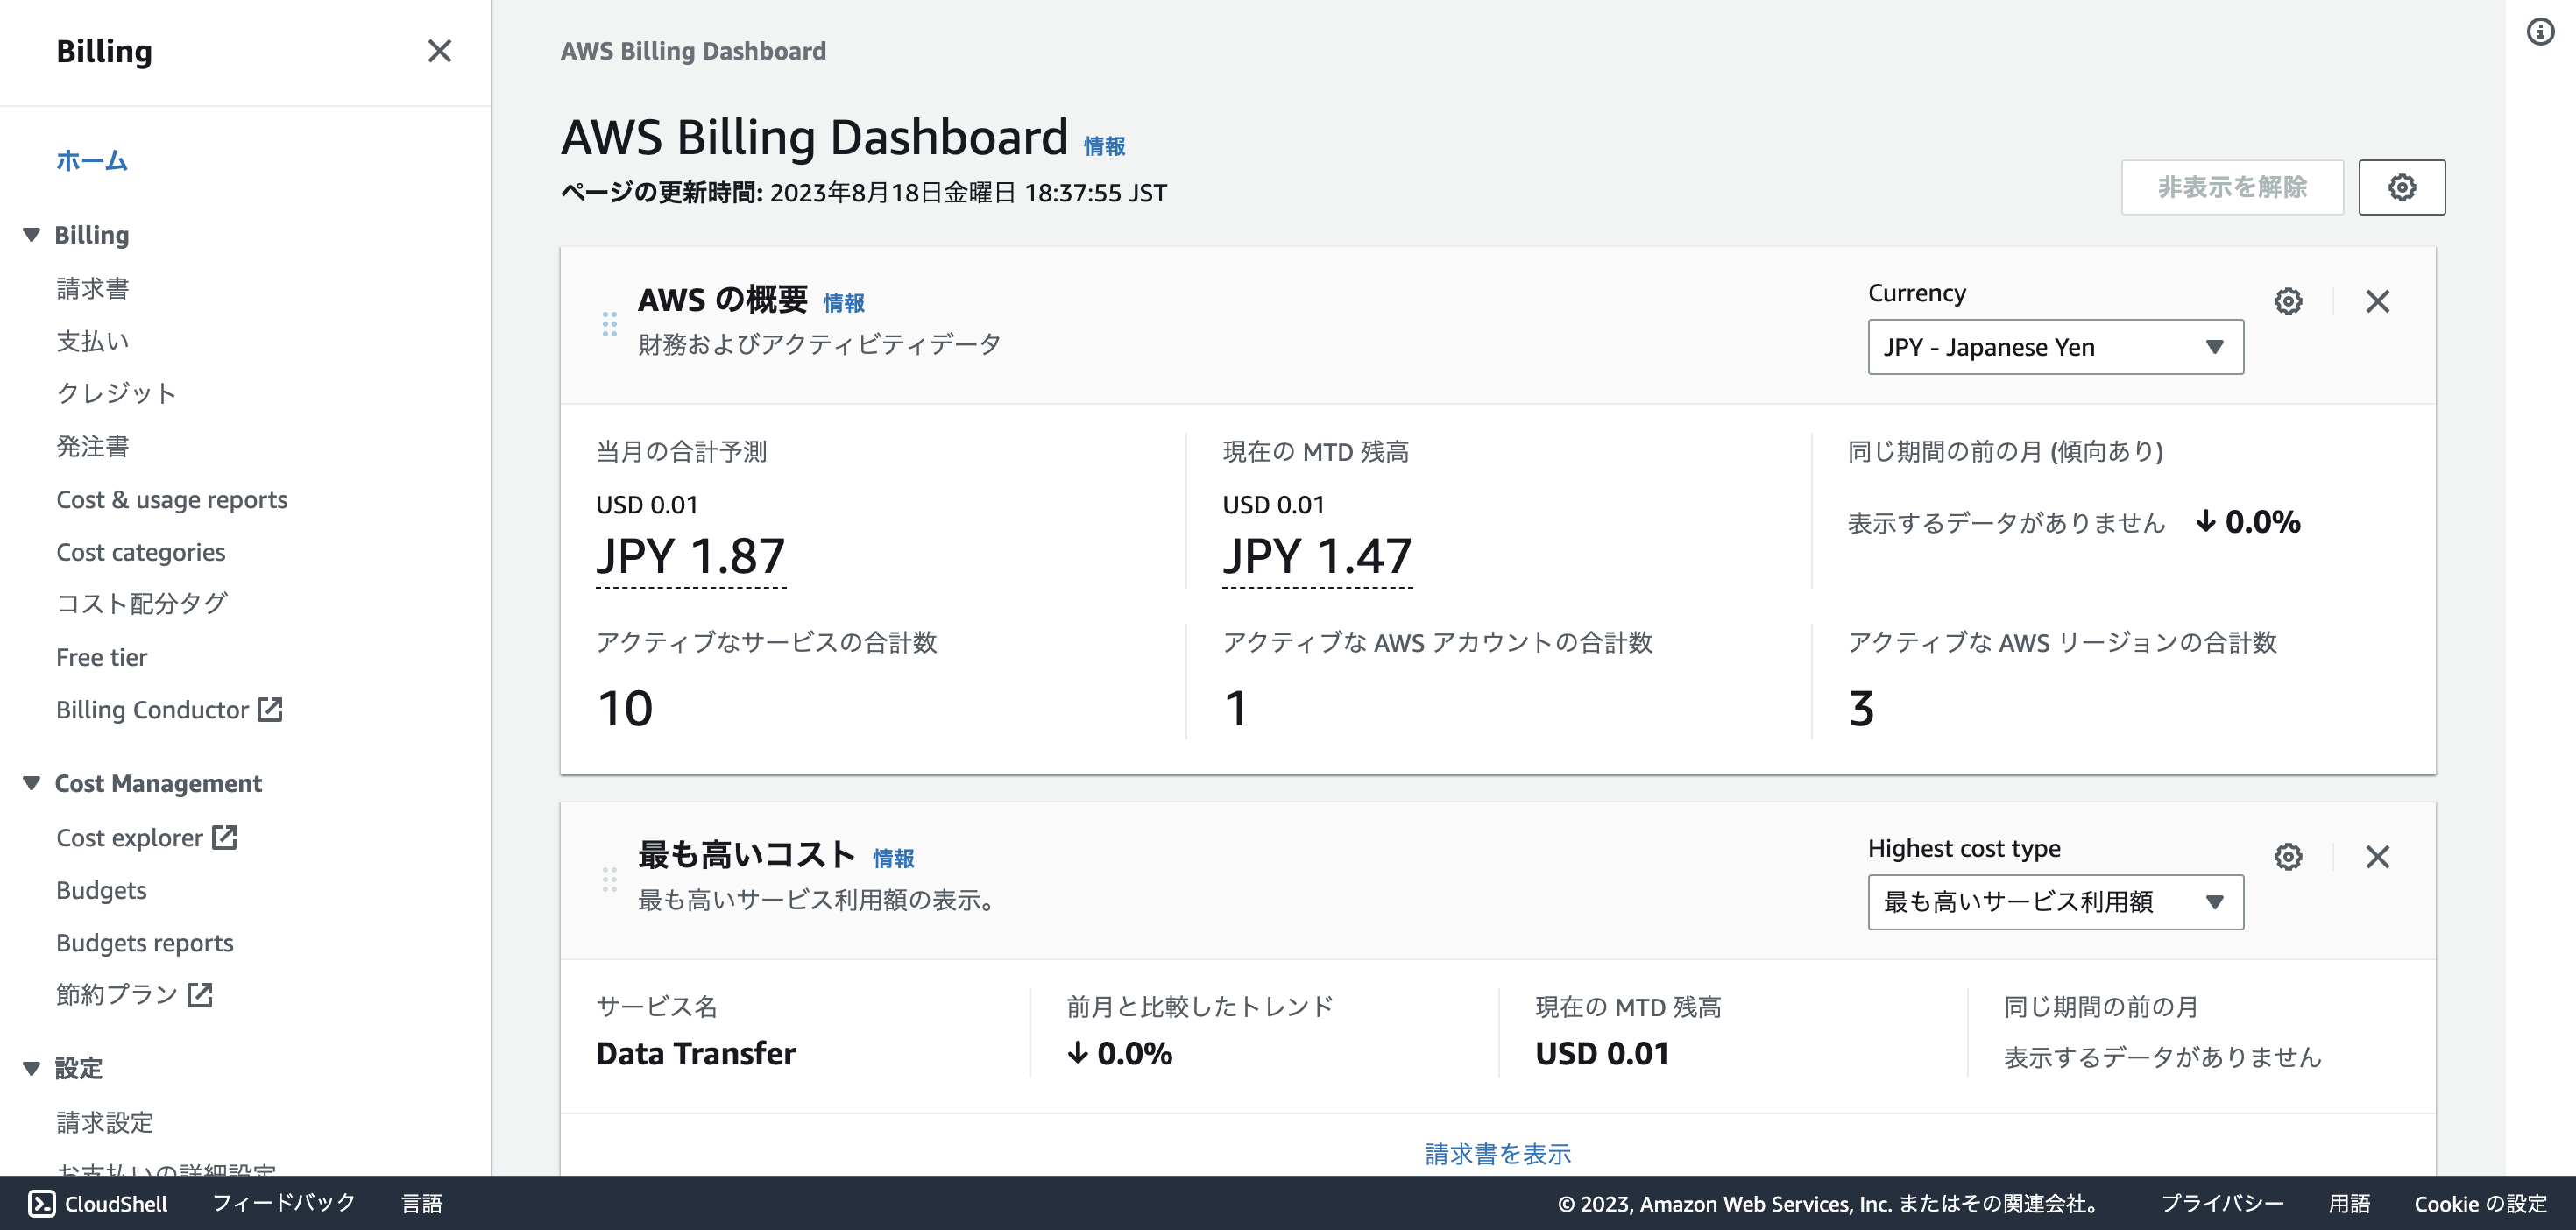 Billing
ホーム
Billing
請求書
支払い
クレジット
発注書
Cost & usage reports
Cost categories
コスト配分タグ
Free tier
Billing Conductor
Cost Management
Cost explorer
Budgets
Budgets reports
節約プラン
設定
請求設定
お支払いの詳細設定
AWS Billing Dashboard
AWS Billing Dashboard 情報
ページの更新時間: 2023年8月18日金曜日 18:37:55 JST
非表示を解除
AWS の概要 情報
財務およびアクティビティデータ
Currency
JPY - Japanese Yen
当月の合計予測
USD 0.01
JPY 1.87
現在の MTD 残高
USD 0.01
JPY 1.47
同じ期間の前の月 (傾向あり)
表示するデータがありません ↓ 0.0%
アクティブなサービスの合計数
10
アクティブな AWS アカウントの合計数
1
アクティブな AWS リージョンの合計数
3
最も高いコスト 情報
最も高いサービス利用額の表示。
Highest cost type
最も高いサービス利用額
サービス名
Data Transfer
前月と比較したトレンド
↓ 0.0%
現在の MTD 残高
USD 0.01
同じ期間の前の月
表示するデータがありません
請求書を表示
CloudShell フィードバック 言語
© 2023, Amazon Web Services, Inc. またはその関連会社。 プライバシー 用語 Cookie の設定